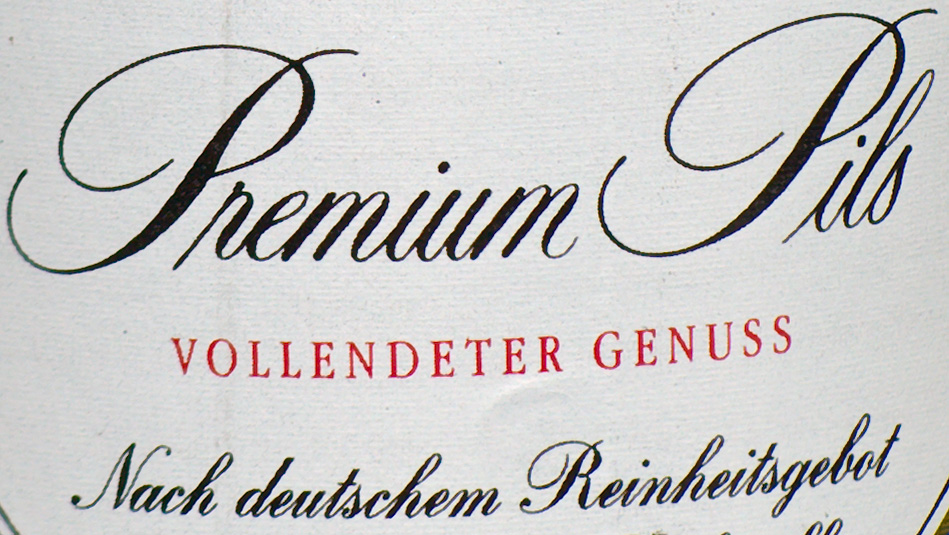 Premium Pils
VOLLENDETER GENUSS
Nach deutschem Reinheitsgebot